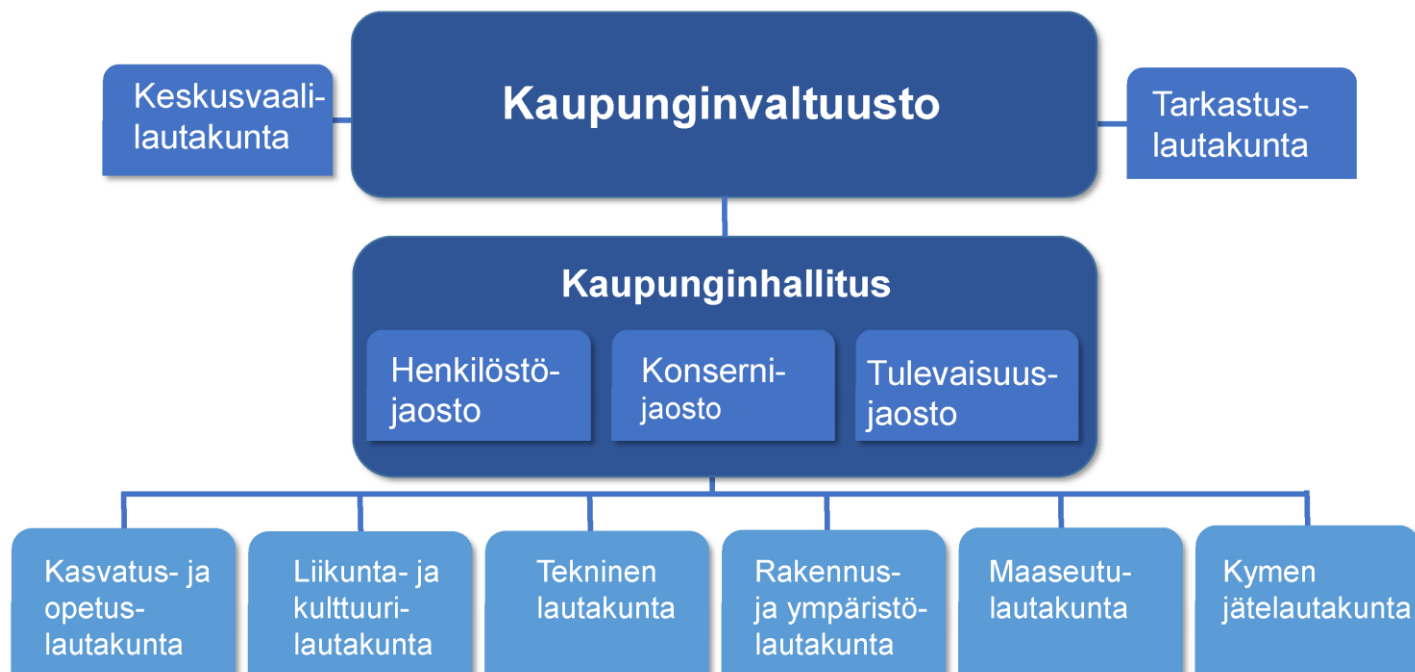 Keskusvaali-
lautakunta
Kaupunginvaltuusto
Tarkastus-
lautakunta
Kaupunginhallitus
Henkilöstö-
jaosto
Konserni-
jaosto
Tulevaisuus-
jaosto
Kasvatus- ja
opetus-
lautakunta
Liikunta- ja
kulttuuri-
lautakunta
Tekninen
lautakunta
Rakennus-
ja ympäristö-
lautakunta
Maaseutu-
lautakunta
Kymen
jätelautakunta